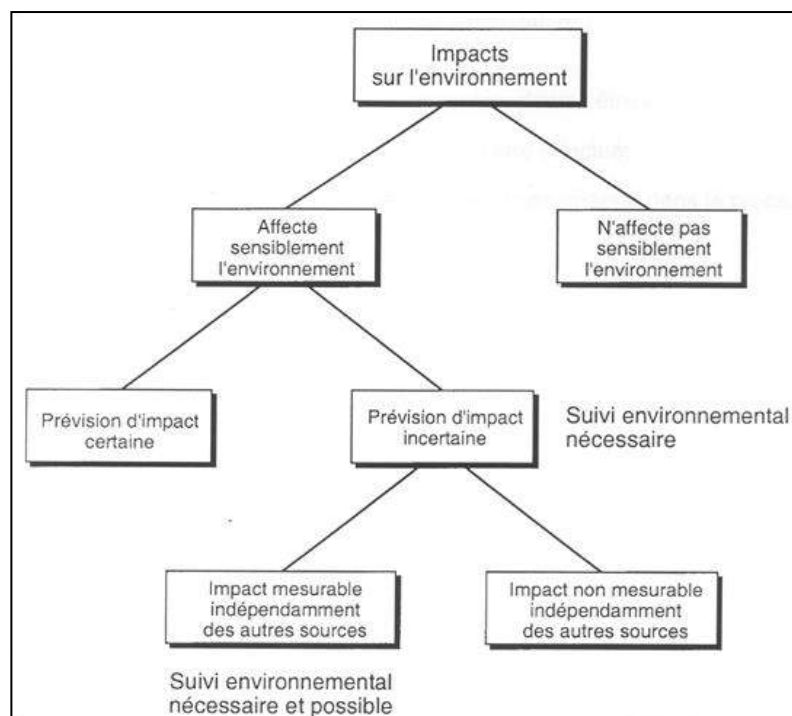 Impacts
sur l'environnement
Affecte
sensiblement
l'environnement
N'affecte pas
sensiblement
l'environnement
Prévision d'impact
certaine
Prévision d'impact
incertaine
Suivi environnemental
nécessaire
Impact mesurable
indépendamment
des autres sources
Impact non mesurable
indépendamment
des autres sources
Suivi environnemental
nécessaire et possible